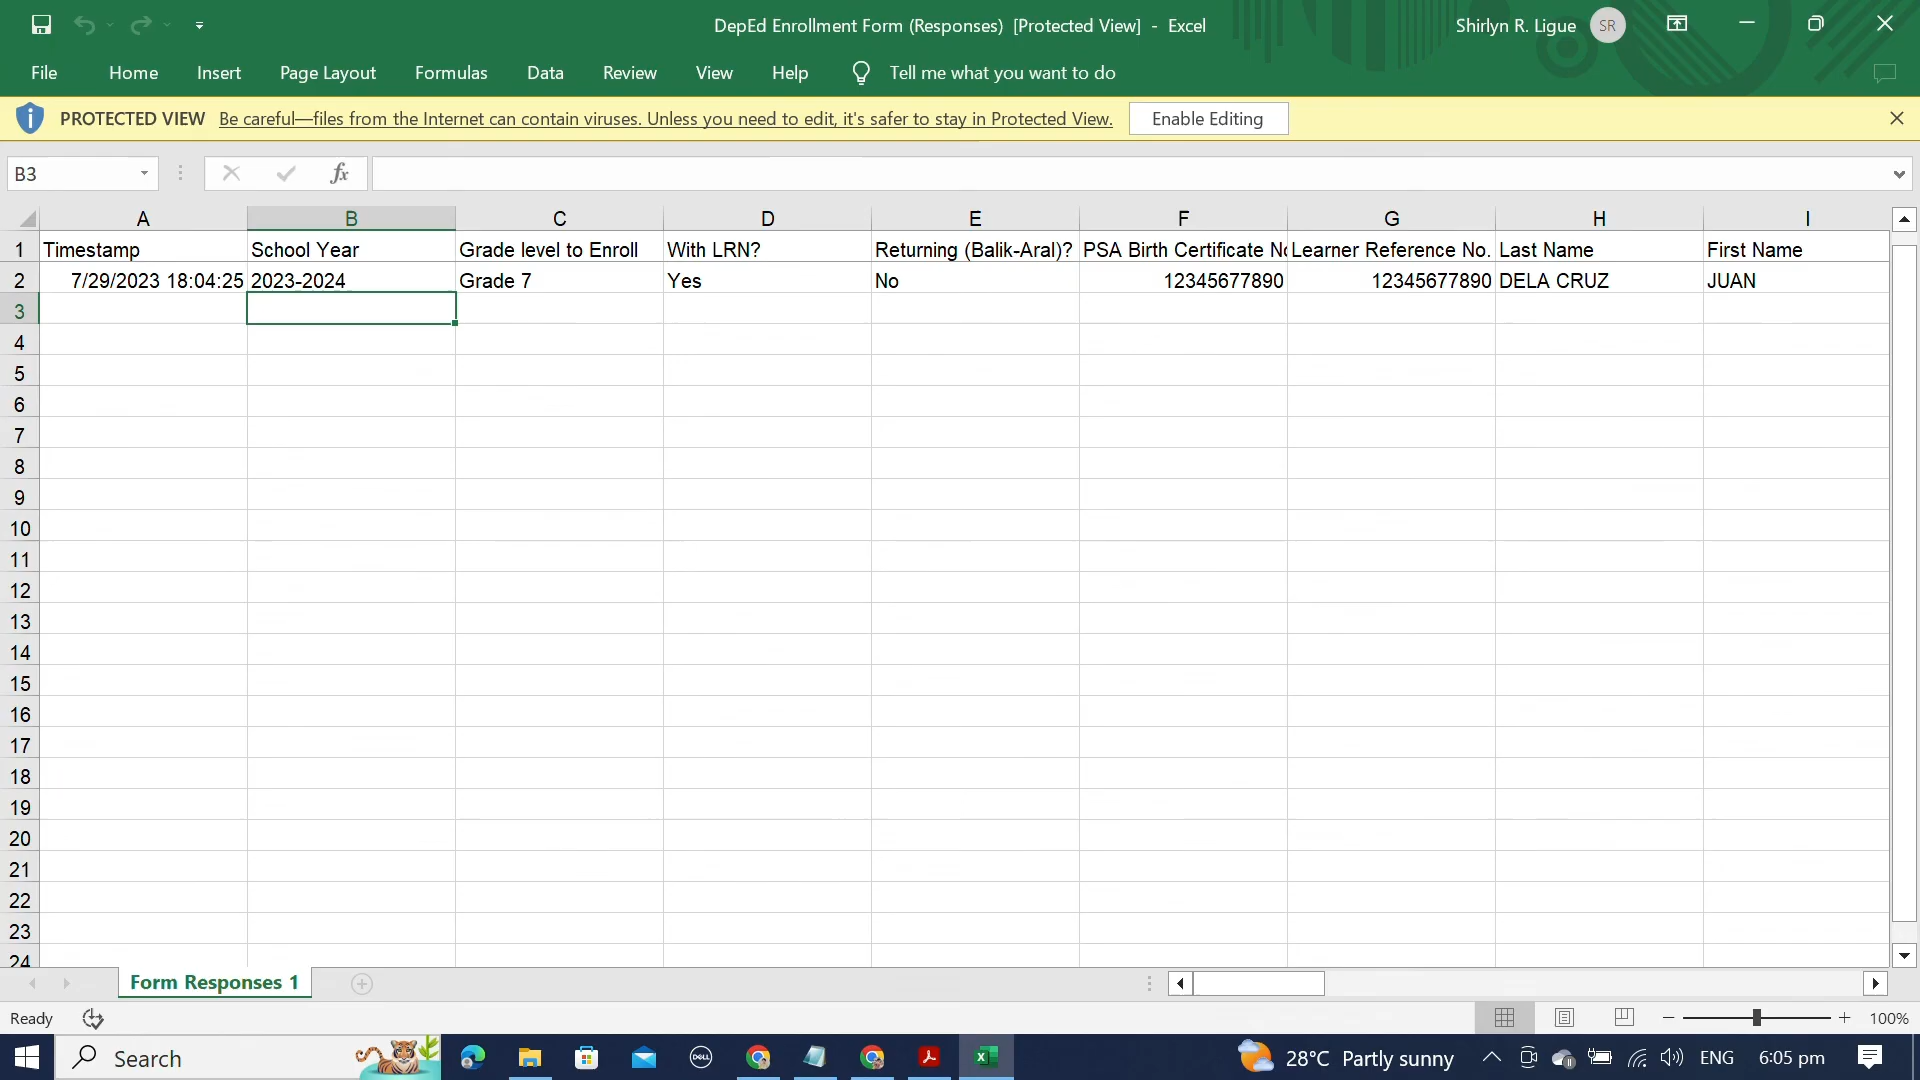 DepEd Enrollment Form (Responses) [Protected View] - Excel
Shirlyn R. Ligue SR
File Home Insert Page Layout Formulas Data Review View Help Tell me what you want to do
PROTECTED VIEW Be careful—files from the Internet can contain viruses. Unless you need to edit, it's safer to stay in Protected View. Enable Editing
B3 fx
A B C D E F G H I
1 Timestamp School Year Grade level to Enroll With LRN? Returning (Balik-Aral)? PSA Birth Certificate No Learner Reference No. Last Name First Name
2 7/29/2023 18:04:25 2023-2024 Grade 7 Yes No 12345677890 12345677890 DELA CRUZ JUAN
3
4
5
6
7
8
9
10
11
12
13
14
15
16
17
18
19
20
21
22
23
24
Form Responses 1
Ready 100%
Search DELL 28°C Partly sunny ENG 6:05 pm